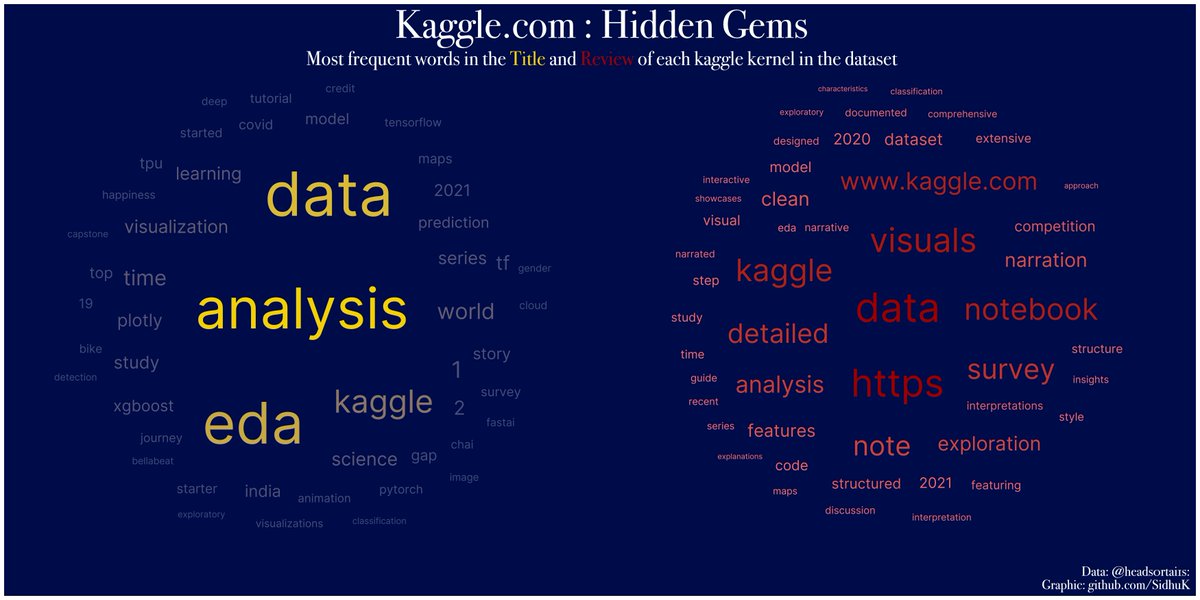 Kaggle.com : Hidden Gems
Most frequent words in the Title and Review of each kaggle kernel in the dataset
credit
deep
tutorial
covid
model
tensorflow
started
maps
tpu
learning
data
2021
happiness
visualization
prediction
capstone
series
tf
gender
top
time
19
analysis
world
cloud
plotly
bike
study
story
detection
1
survey
xgboost
eda
kaggle
2
fastai
journey
chai
bellabeat
science
gap
image
starter
india
animation
pytorch
exploratory
visualizations
classification
characteristics
classification
exploratory
documented
comprehensive
designed
2020
dataset
extensive
model
interactive
www.kaggle.com
approach
showcases
clean
visual
eda
narrative
visuals
competition
narrated
kaggle
narration
step
study
data
notebook
detailed
time
structure
guide
analysis
https
survey
insights
recent
interpretations
style
series
features
note
exploration
explanations
code
maps
structured
2021
featuring
discussion
interpretation
Data: @heads0rtai1s:
Graphic: github.com/SidhuK